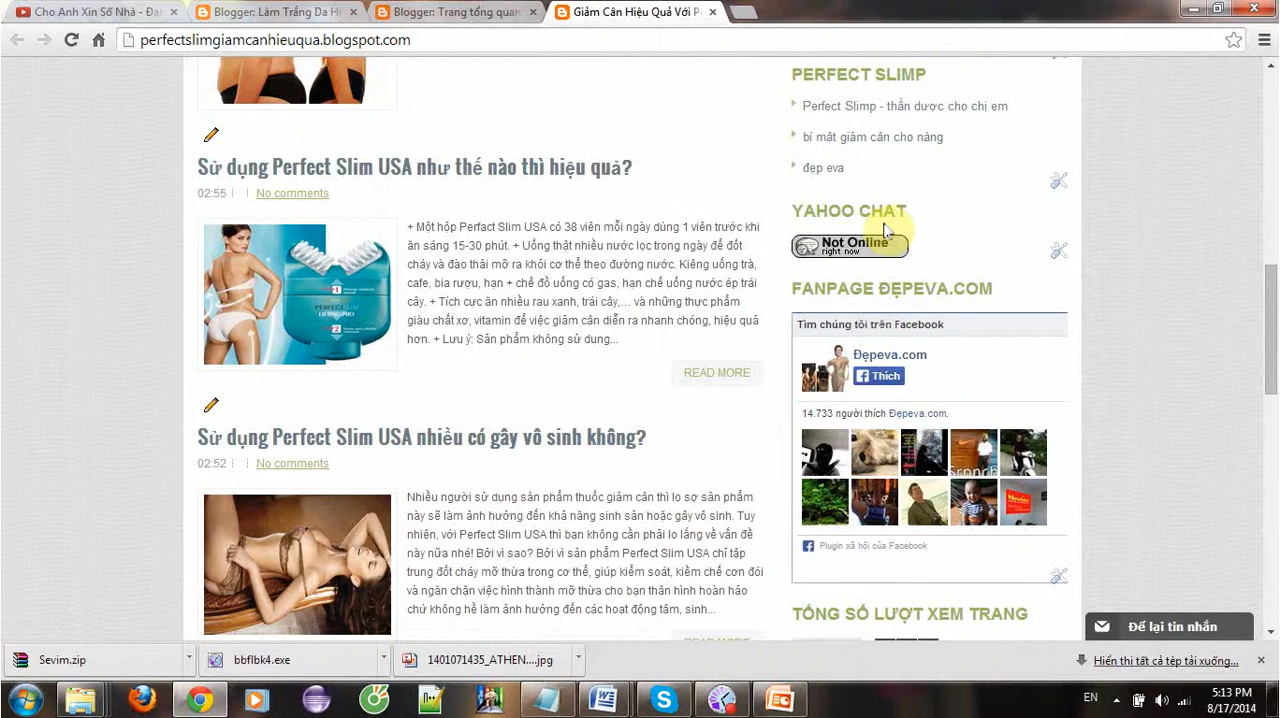 Cho Anh Xin Số Nhà - Đa
Blogger: Làm Trắng Da H
Blogger: Trang tổng quan
Giảm Cân Hiệu Quả Với P
perfectslimgiamcanhieuqua.blogspot.com
Sử dụng Perfect Slim USA như thế nào thì hiệu quả?
02:55
No comments
+ Một hộp Perfact Slim USA có 38 viên mỗi ngày dùng 1 viên trước khi
ăn sáng 15-30 phút. + Uống thật nhiều nước lọc trong ngày để đốt
cháy và đào thải mỡ ra khỏi cơ thể theo đường nước. Kiêng uống trà,
cafe, bia rượu, hạn + chế đồ uống có gas, hạn chế uống nước ép trái
cây. + Tích cực ăn nhiều rau xanh, trái cây,… và những thực phẩm
giàu chất xơ, vitamin để việc giảm cân diễn ra nhanh chóng, hiệu quả
hơn. + Lưu ý: Sản phẩm không sử dung...
READ MORE
Sử dụng Perfect Slim USA nhiều có gây vô sinh không?
02:52
No comments
Nhiều người sử dụng sản phẩm thuốc giảm cân thì lo sợ sản phẩm
này sẽ làm ảnh hưởng đến khả năng sinh sản hoặc gây vô sinh. Tuy
nhiên, với Perfect Slim USA thì bạn không cần phải lo lắng về vấn đề
này nữa nhé! Bởi vì sao? Bởi vì sản phẩm Perfect Slim USA chỉ tập
trung đốt cháy mỡ thừa trong cơ thể, giúp kiểm soát, kiềm chế cơn đói
và ngăn chặn việc hình thành mỡ thừa cho bạn thân hình hoàn hảo
chứ không hề làm ảnh hưởng đến các hoạt động tâm, sinh...
PERFECT SLIMP
Perfect Slimp - thần dược cho chị em
bí mật giảm cân cho nàng
đẹp eva
YAHOO CHAT
Not Online
right now
FANPAGE ĐẸPEVA.COM
Tìm chúng tôi trên Facebook
Đẹpeva.com
Thích
14.733 người thích Đẹpeva.com.
Plugin xã hội của Facebook
TỔNG SỐ LƯỢT XEM TRANG
Để lại tin nhắn
Sevim.zip
bbflbk4.exe
1401071435_ATHEN....jpg
Hiển thị tất cả tệp tải xuống...
EN
5:13 PM
8/17/2014